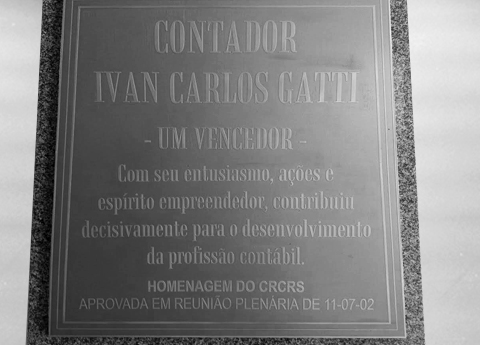 CONTADOR
IVAN CARLOS GATTI
- UM VENCEDOR -
Com seu entusiasmo, ações e
espírito empreendedor, contribuiu
decisivamente para o desenvolvimento
da profissão contábil.
HOMENAGEM DO CRCRS
APROVADA EM REUNIÃO PLENÁRIA DE 11-07-02